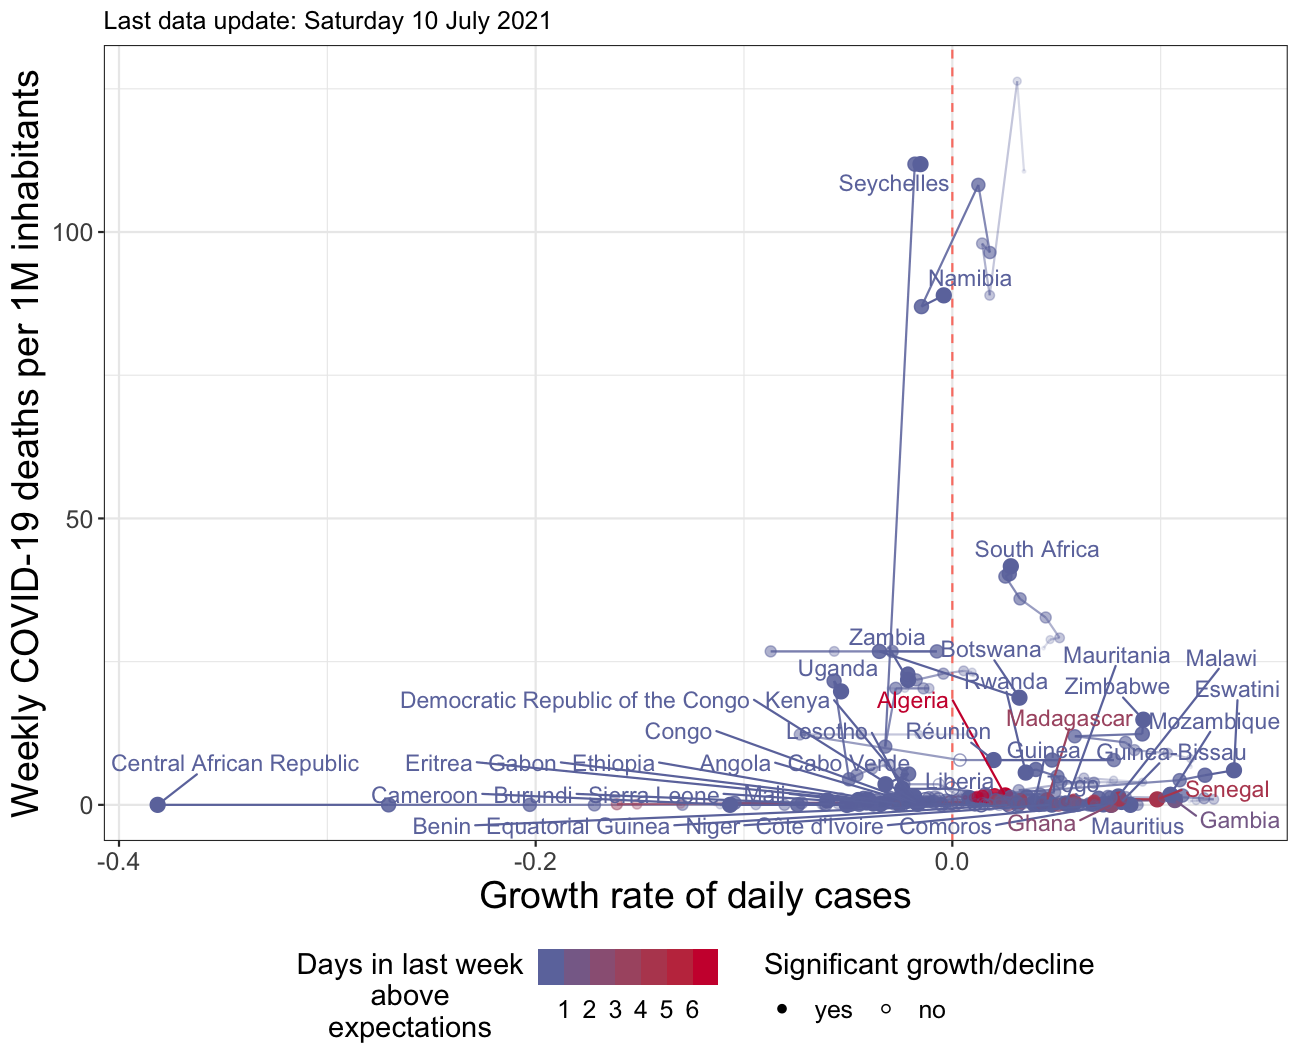 Last data update: Saturday 10 July 2021
Weekly COVID-19 deaths per 1M inhabitants
100
50
0
Seychelles
Namibia
South Africa
Zambia
Botswana
Mauritania
Malawi
Uganda
Rwanda
Zimbabwe
Eswatini
Democratic Republic of the Congo
Kenya
Algeria
Madagascar
Mozambique
Congo
Lesotho
Réunion
Guinea
Guinea-Bissau
Central African Republic
Eritrea
Gabon
Ethiopia
Angola
Cabo Verde
Liberia
Togo
Senegal
Cameroon
Burundi
Sierra Leone
Mali
Benin
Equatorial Guinea
Niger
Cote d'Ivoire
Comoros
Ghana
Mauritius
Gambia
-0.4
-0.2
0.0
Growth rate of daily cases
Days in last week
above
expectations
1 2 3 4 5 6
Significant growth/decline
yes
no